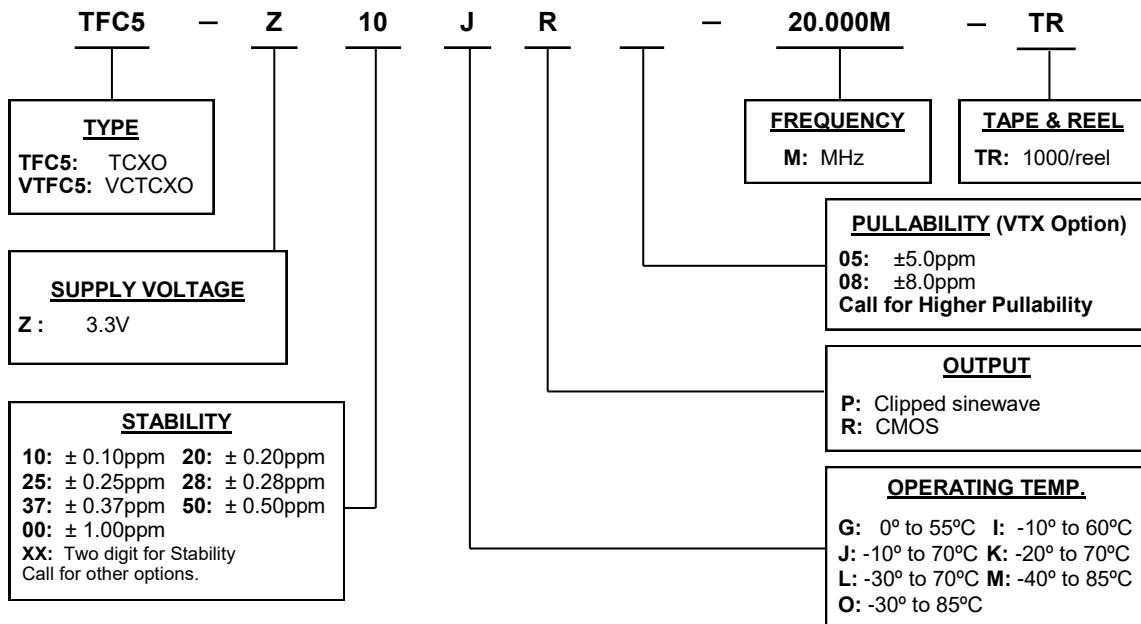 TFC5 – Z 10 J R – 20.000M – TR
TYPE
TFC5: TCXO
VTFC5: VCTCXO
FREQUENCY
M: MHz
TAPE & REEL
TR: 1000/reel
SUPPLY VOLTAGE
Z : 3.3V
PULLABILITY (VTX Option)
05: ±5.0ppm
08: ±8.0ppm
Call for Higher Pullability
OUTPUT
P: Clipped sinewave
R: CMOS
STABILITY
10: ± 0.10ppm 20: ± 0.20ppm
25: ± 0.25ppm 28: ± 0.28ppm
37: ± 0.37ppm 50: ± 0.50ppm
00: ± 1.00ppm
XX: Two digit for Stability
Call for other options.
OPERATING TEMP.
G: 0º to 55ºC I: -10º to 60ºC
J: -10º to 70ºC K: -20º to 70ºC
L: -30º to 70ºC M: -40º to 85ºC
O: -30º to 85ºC